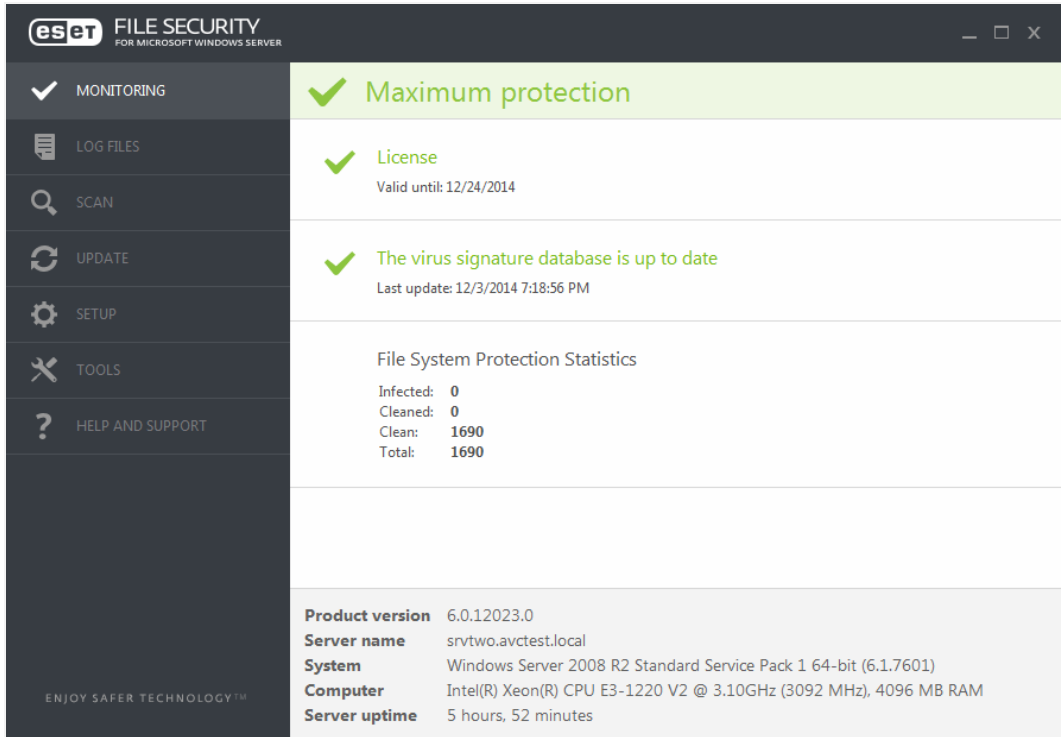 eset FILE SECURITY
FOR MICROSOFT WINDOWS SERVER
MONITORING
LOG FILES
SCAN
UPDATE
SETUP
TOOLS
HELP AND SUPPORT
ENJOY SAFER TECHNOLOGY™
Maximum protection
License
Valid until: 12/24/2014
The virus signature database is up to date
Last update: 12/3/2014 7:18:56 PM
File System Protection Statistics
Infected: 0
Cleaned: 0
Clean: 1690
Total: 1690
Product version 6.0.12023.0
Server name srvtwo.avctest.local
System Windows Server 2008 R2 Standard Service Pack 1 64-bit (6.1.7601)
Computer Intel(R) Xeon(R) CPU E3-1220 V2 @ 3.10GHz (3092 MHz), 4096 MB RAM
Server uptime 5 hours, 52 minutes